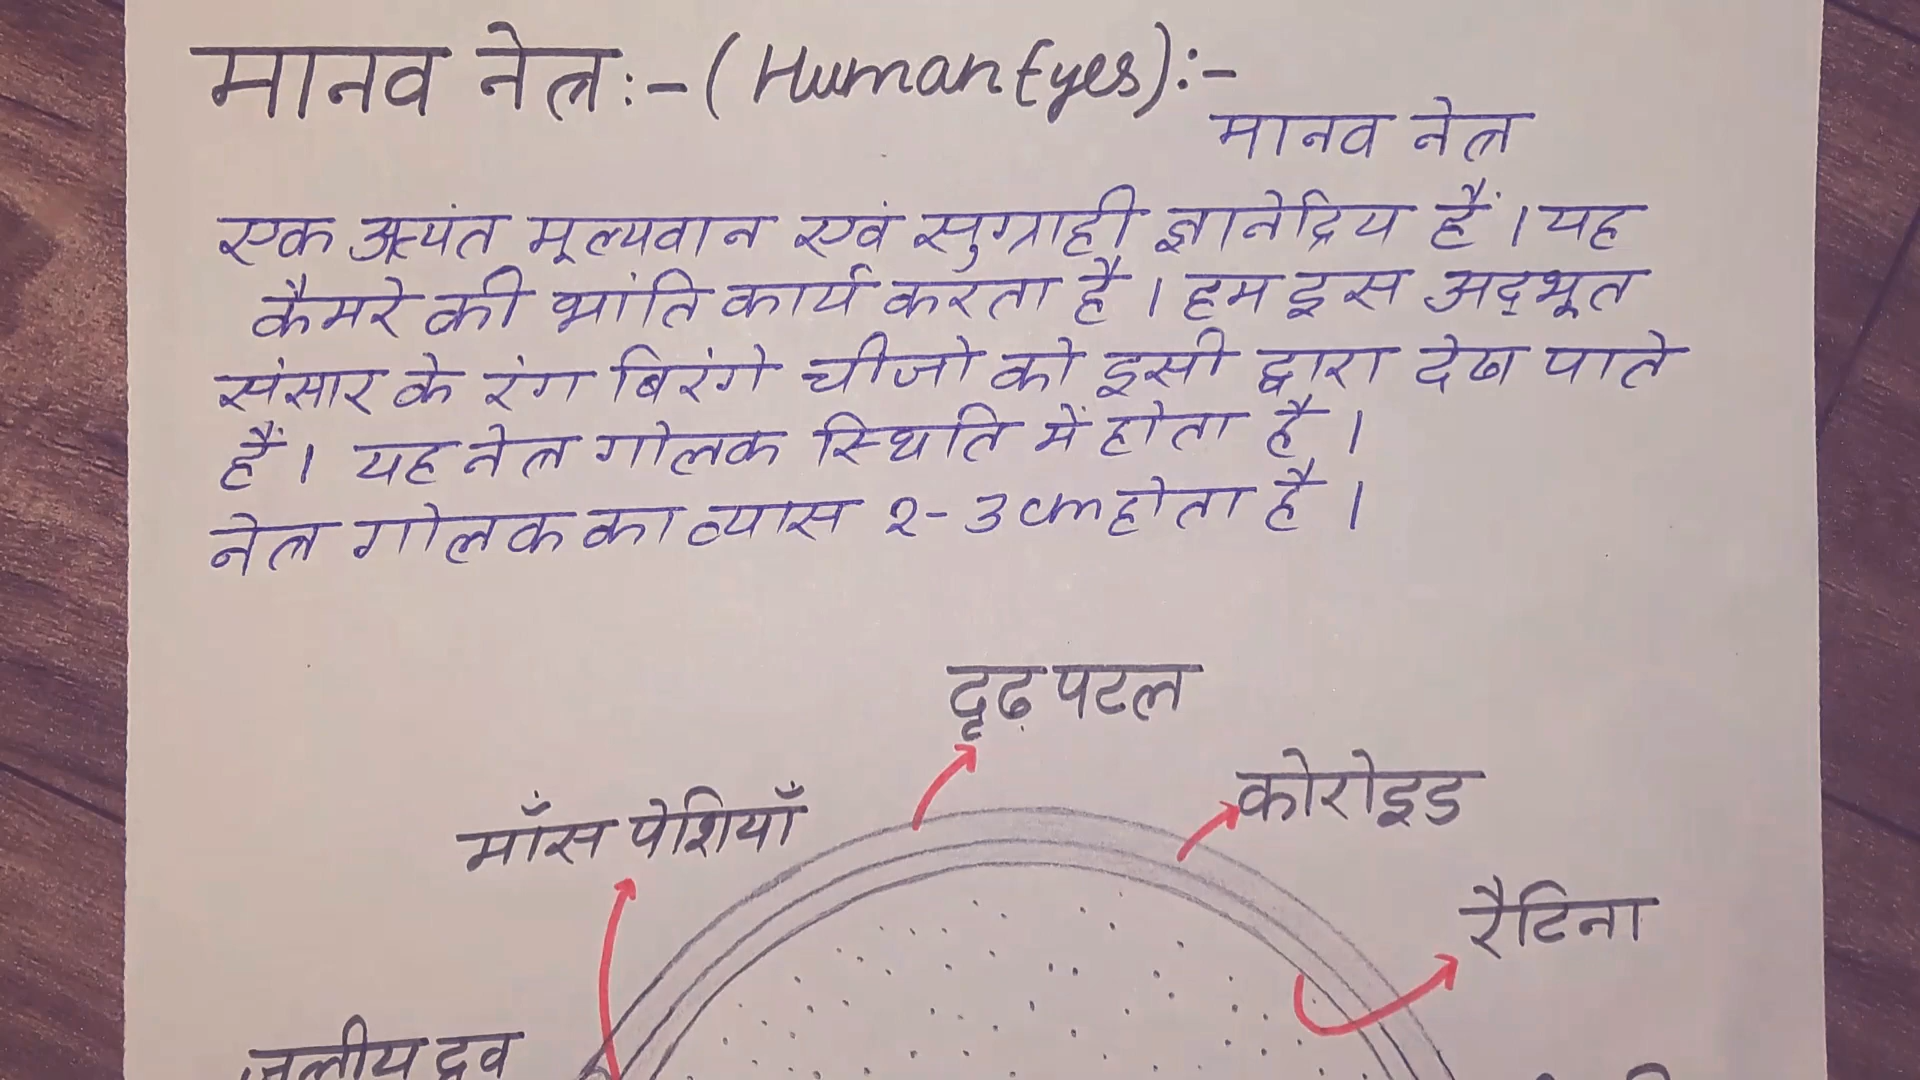 मानव नेत्र:-(Human Eyes):-
मानव नेत्र
एक अत्यंत मूल्यवान एवं सुग्राही ज्ञानेंद्रिय हैं। यह
कैमरे की भांति कार्य करता है। हम इस अद्भूत
संसार के रंग बिरंगे चीजो को इसी द्वारा देख पाते
हैं। यह नेत्र गोलक स्थिति में होता है।
नेत्र गोलक का व्यास २-3 cm होता है।
दृढ़ पटल
कोरोइड
माँस पेशियाँ
रैटिना
जलीय द्रव